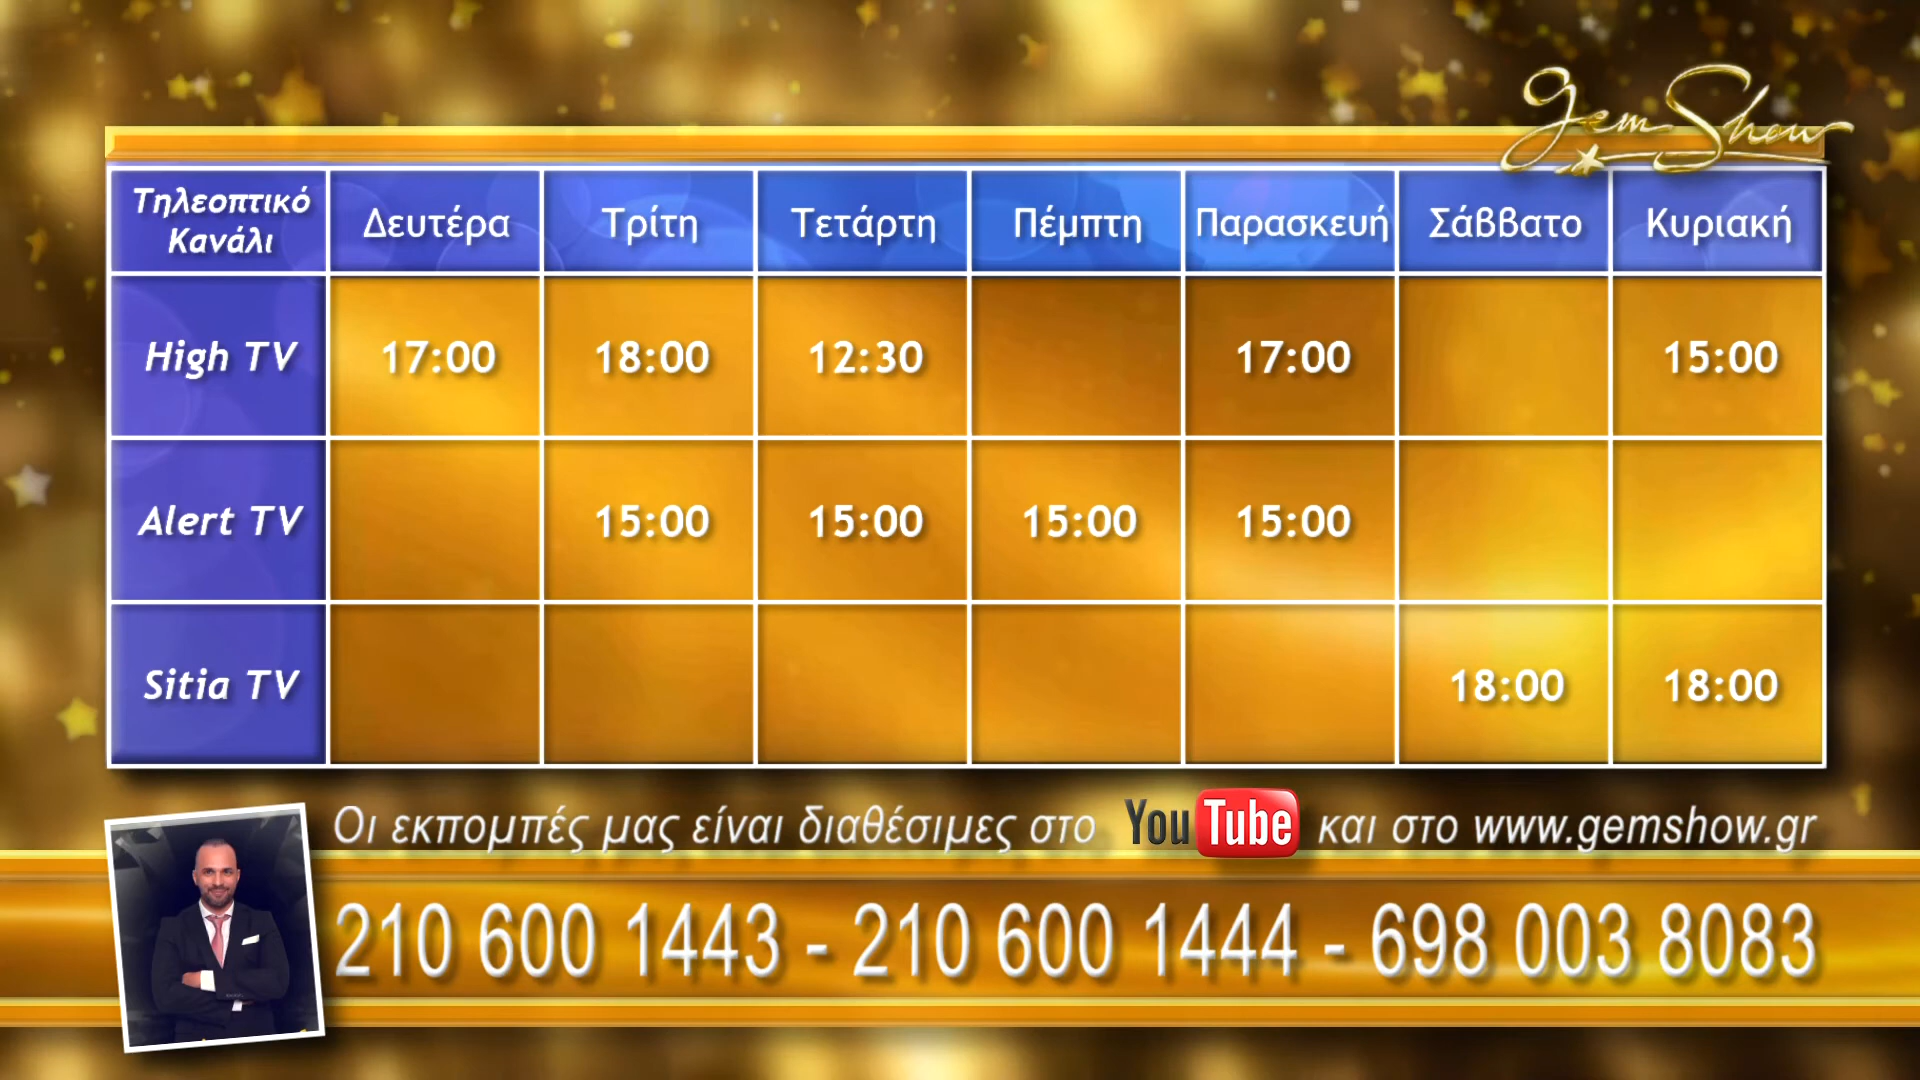 gem Show
Τηλεοπτικό Κανάλι Δευτέρα Τρίτη Τετάρτη Πέμπτη Παρασκευή Σάββατο Κυριακή
High TV 17:00 18:00 12:30 17:00 15:00
Alert TV 15:00 15:00 15:00 15:00
Sitia TV 18:00 18:00
Οι εκπομπές μας είναι διαθέσιμες στο YouTube και στο www.gemshow.gr
210 600 1443 - 210 600 1444 - 698 003 8083